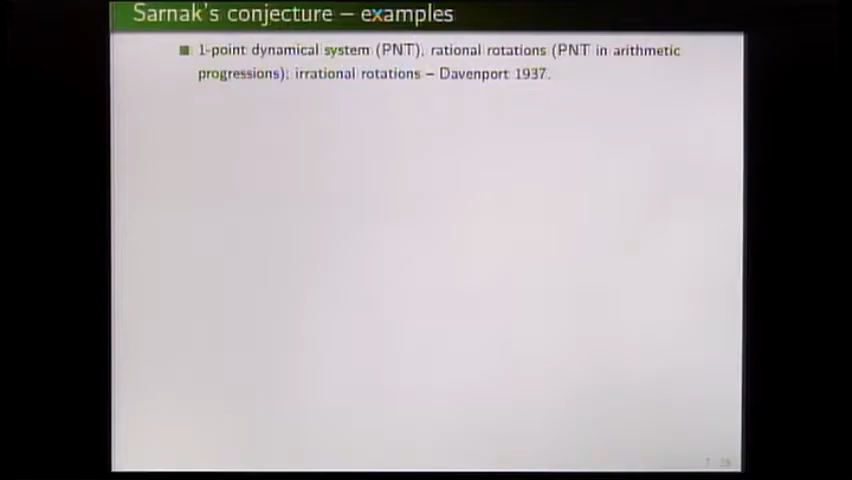 Sarnak's conjecture – examples
1-point dynamical system (PNT), rational rotations (PNT in arithmetic
progressions); irrational rotations – Davenport 1937.